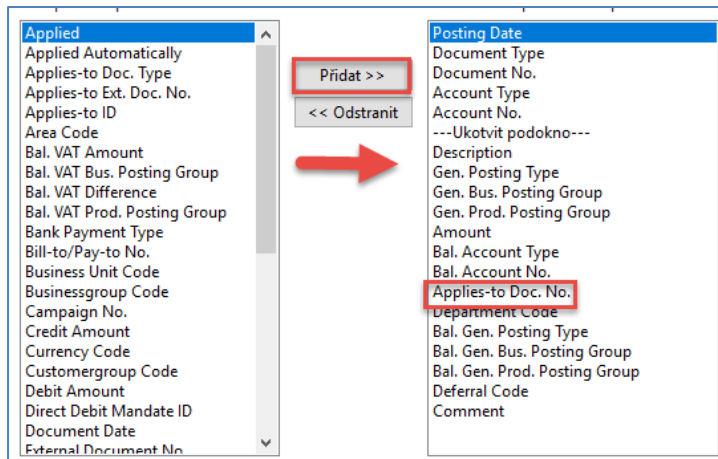 Applied
Applied Automatically
Applies-to Doc. Type
Applies-to Ext. Doc. No.
Applies-to ID
Area Code
Bal. VAT Amount
Bal. VAT Bus. Posting Group
Bal. VAT Difference
Bal. VAT Prod. Posting Group
Bank Payment Type
Bill-to/Pay-to No.
Business Unit Code
Businessgroup Code
Campaign No.
Credit Amount
Currency Code
Customergroup Code
Debit Amount
Direct Debit Mandate ID
Document Date
External Document No.
Přidat >>
<< Odstranit
Posting Date
Document Type
Document No.
Account Type
Account No.
---Ukotvit podokno---
Description
Gen. Posting Type
Gen. Bus. Posting Group
Gen. Prod. Posting Group
Amount
Bal. Account Type
Bal. Account No.
Applies-to Doc. No.
Department Code
Bal. Gen. Posting Type
Bal. Gen. Bus. Posting Group
Bal. Gen. Prod. Posting Group
Deferral Code
Comment